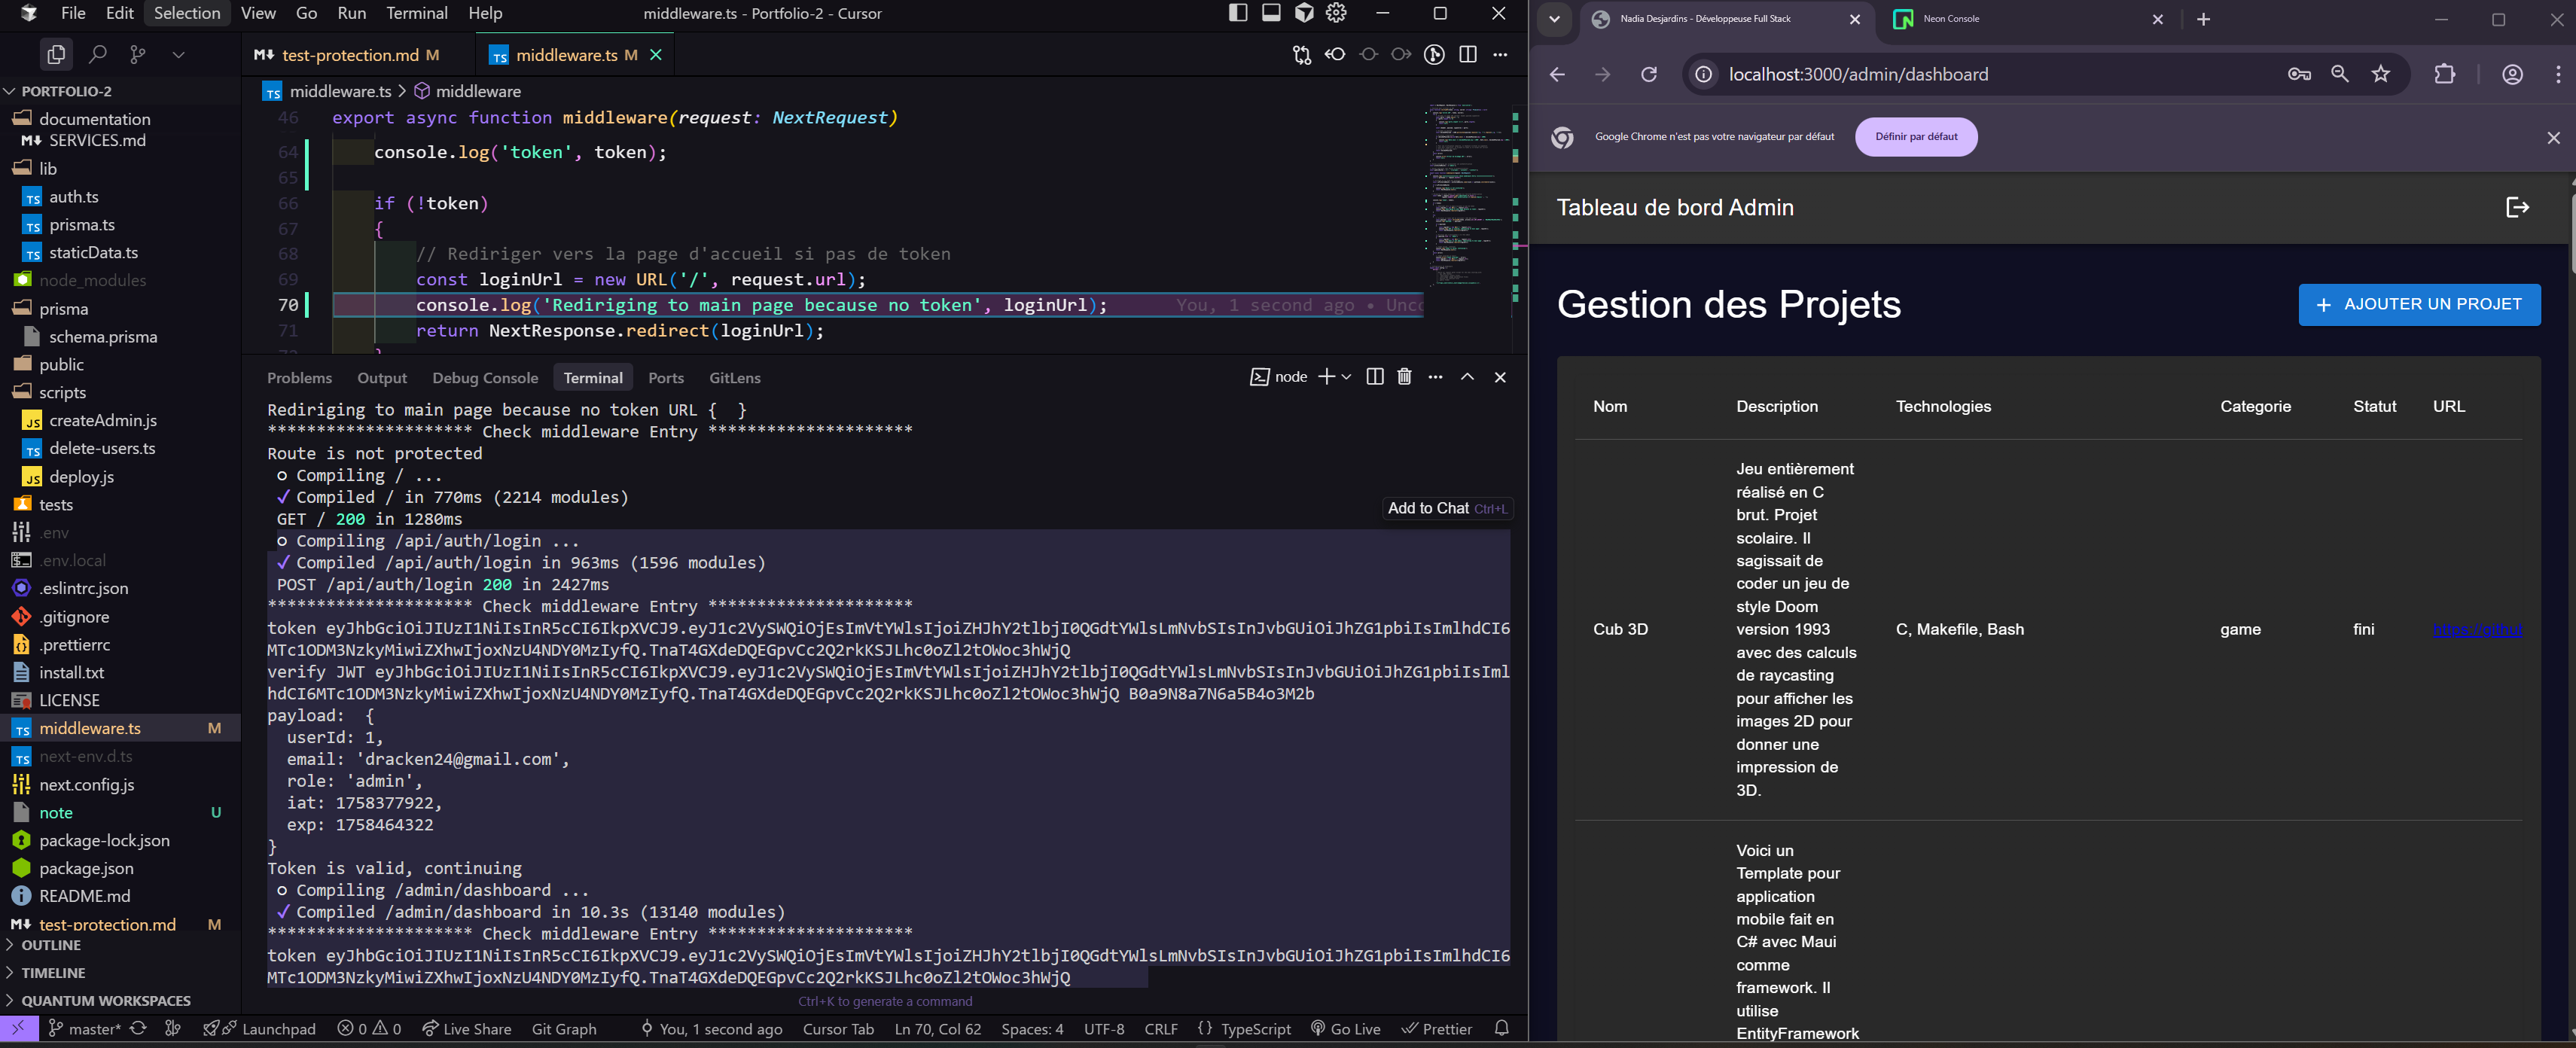 File Edit Selection View Go Run Terminal Help
middleware.ts - Portfolio-2 - Cursor
PORTFOLIO-2
documentation
SERVICES.md
lib
auth.ts
prisma.ts
staticData.ts
node_modules
prisma
schema.prisma
public
scripts
createAdmin.js
delete-users.ts
deploy.js
tests
.env
.env.local
.eslintrc.json
.gitignore
.prettierrc
install.txt
LICENSE
middleware.ts M
next-env.d.ts
next.config.js
note U
package-lock.json
package.json
README.md
test-protection.md M
OUTLINE
TIMELINE
QUANTUM WORKSPACES
test-protection.md M middleware.ts M
middleware.ts > middleware
46 export async function middleware(request: NextRequest)
64 console.log('token', token);
65
66 if (!token)
67 {
68 // Rediriger vers la page d'accueil si pas de token
69 const loginUrl = new URL('/', request.url);
70 console.log('Rediriging to main page because no token', loginUrl); You, 1 second ago • Unc
71 return NextResponse.redirect(loginUrl);
Problems Output Debug Console Terminal Ports GitLens
node
Rediriging to main page because no token URL { }
********************* Check middleware Entry *********************
Route is not protected
○ Compiling / ...
✓ Compiled / in 770ms (2214 modules)
GET / 200 in 1280ms
Add to Chat Ctrl+L
○ Compiling /api/auth/login ...
✓ Compiled /api/auth/login in 963ms (1596 modules)
POST /api/auth/login 200 in 2427ms
********************* Check middleware Entry *********************
token eyJhbGciOiJIUzI1NiIsInR5cCI6IkpXVCJ9.eyJ1c2VySWQiOjEsImVtYWlsIjoiZHJhY2tlbjI0QGdtYWlsLmNvbSIsInJvbGUiOiJhZG1pbiIsImlhdCI6
MTc1ODM3NzkyMiwiZXhwIjoxNzU4NDY0MzIyfQ.TnaT4GXdeDQEGpvCc2Q2rkKSJLhc0oZl2tOWoc3hWjQ
verify JWT eyJhbGciOiJIUzI1NiIsInR5cCI6IkpXVCJ9.eyJ1c2VySWQiOjEsImVtYWlsIjoiZHJhY2tlbjI0QGdtYWlsLmNvbSIsInJvbGUiOiJhZG1pbiIsIml
hdCI6MTc1ODM3NzkyMiwiZXhwIjoxNzU4NDY0MzIyfQ.TnaT4GXdeDQEGpvCc2Q2rkKSJLhc0oZl2tOWoc3hWjQ B0a9N8a7N6a5B4o3M2b
payload: {
userId: 1,
email: 'dracken24@gmail.com',
role: 'admin',
iat: 1758377922,
exp: 1758464322
}
Token is valid, continuing
○ Compiling /admin/dashboard ...
✓ Compiled /admin/dashboard in 10.3s (13140 modules)
********************* Check middleware Entry *********************
token eyJhbGciOiJIUzI1NiIsInR5cCI6IkpXVCJ9.eyJ1c2VySWQiOjEsImVtYWlsIjoiZHJhY2tlbjI0QGdtYWlsLmNvbSIsInJvbGUiOiJhZG1pbiIsImlhdCI6
MTc1ODM3NzkyMiwiZXhwIjoxNzU4NDY0MzIyfQ.TnaT4GXdeDQEGpvCc2Q2rkKSJLhc0oZl2tOWoc3hWjQ
Ctrl+K to generate a command
master* Launchpad 0 0 Live Share Git Graph You, 1 second ago Cursor Tab Ln 70, Col 62 Spaces: 4 UTF-8 CRLF {} TypeScript Go Live Prettier
Nadia Desjardins - Développeuse Full Stack
Neon Console
localhost:3000/admin/dashboard
Google Chrome n'est pas votre navigateur par défaut
Définir par défaut
Tableau de bord Admin
Gestion des Projets
+ AJOUTER UN PROJET
Nom Description Technologies Categorie Statut URL
Cub 3D
Jeu entièrement
réalisé en C
brut. Projet
scolaire. Il
sagissait de
coder un jeu de
style Doom
version 1993
avec des calculs
de raycasting
pour afficher les
images 2D pour
donner une
impression de
3D.
C, Makefile, Bash
game
fini
https://githul
Voici un
Template pour
application
mobile fait en
C# avec Maui
comme
framework. Il
utilise
EntityFramework